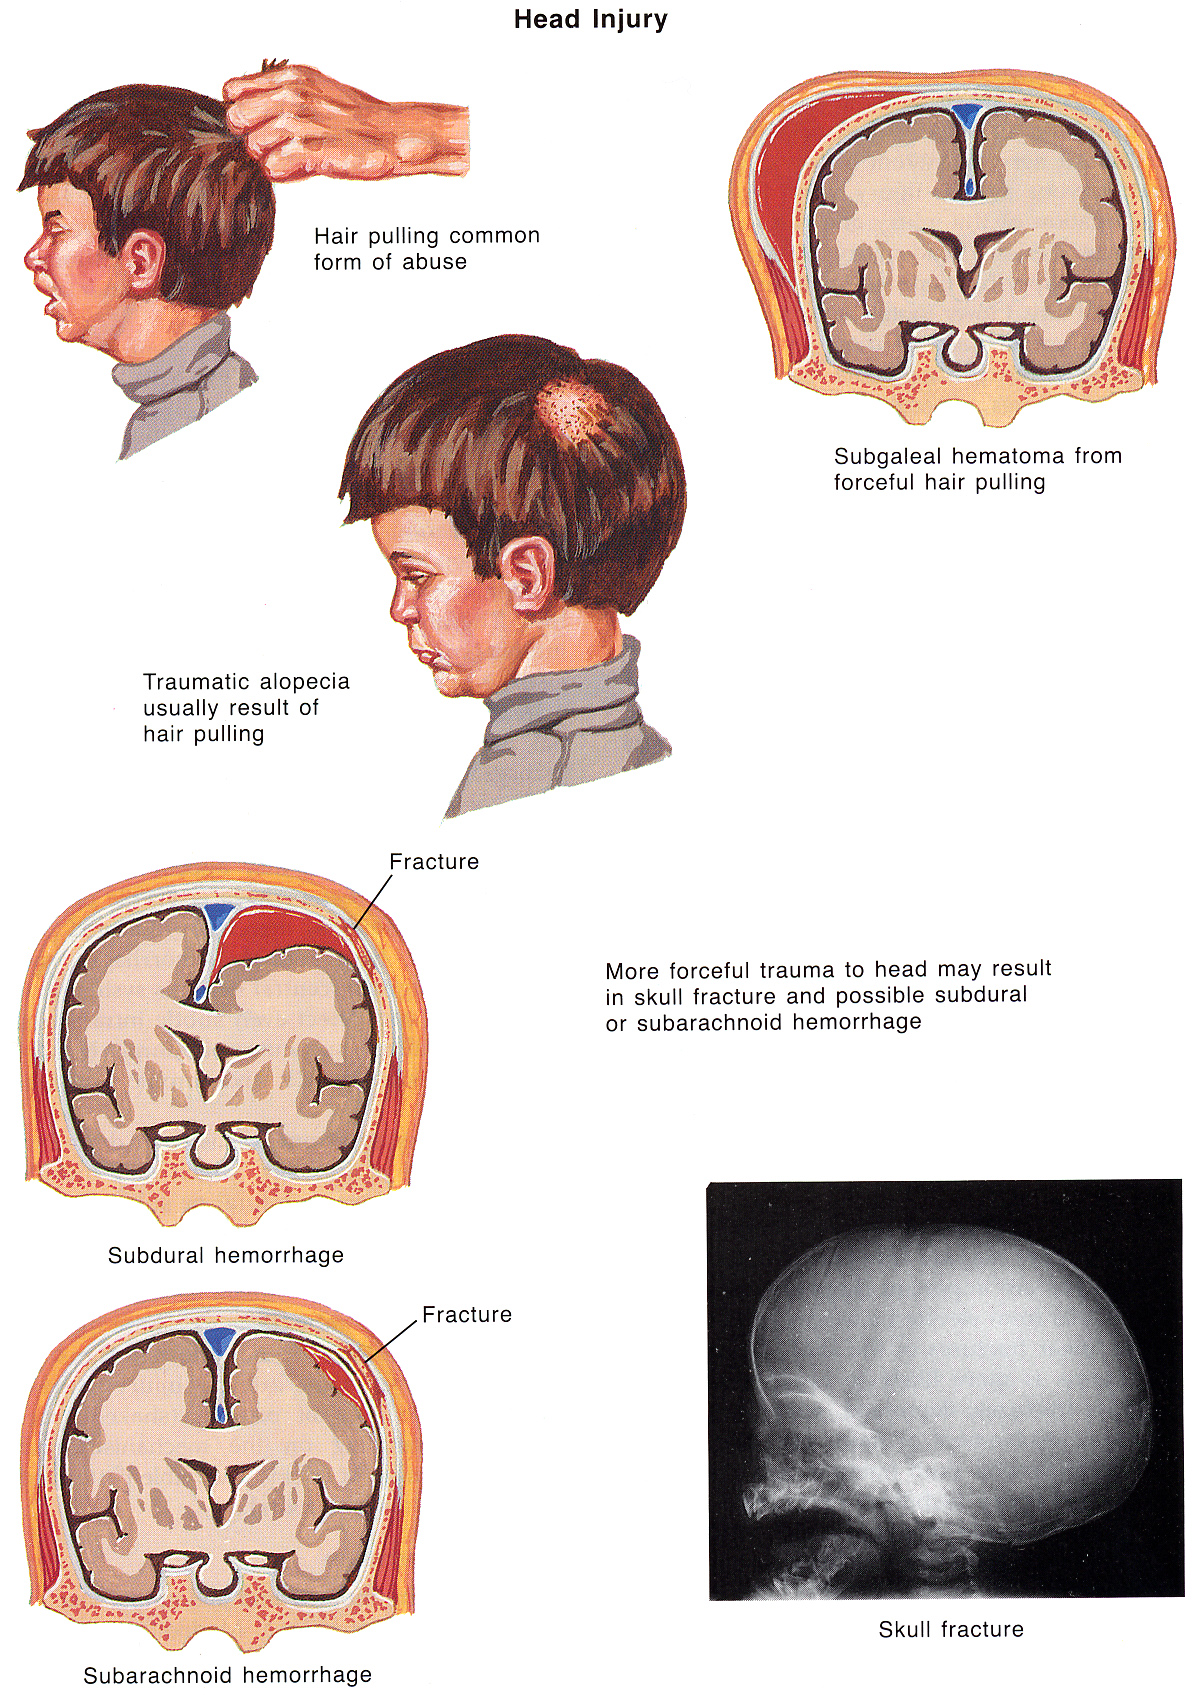 Head Injury
Hair pulling common
form of abuse
Subgaleal hematoma from
forceful hair pulling
Traumatic alopecia
usually result of
hair pulling
Fracture
More forceful trauma to head may result
in skull fracture and possible subdural
or subarachnoid hemorrhage
Subdural hemorrhage
Fracture
Skull fracture
Subarachnoid hemorrhage